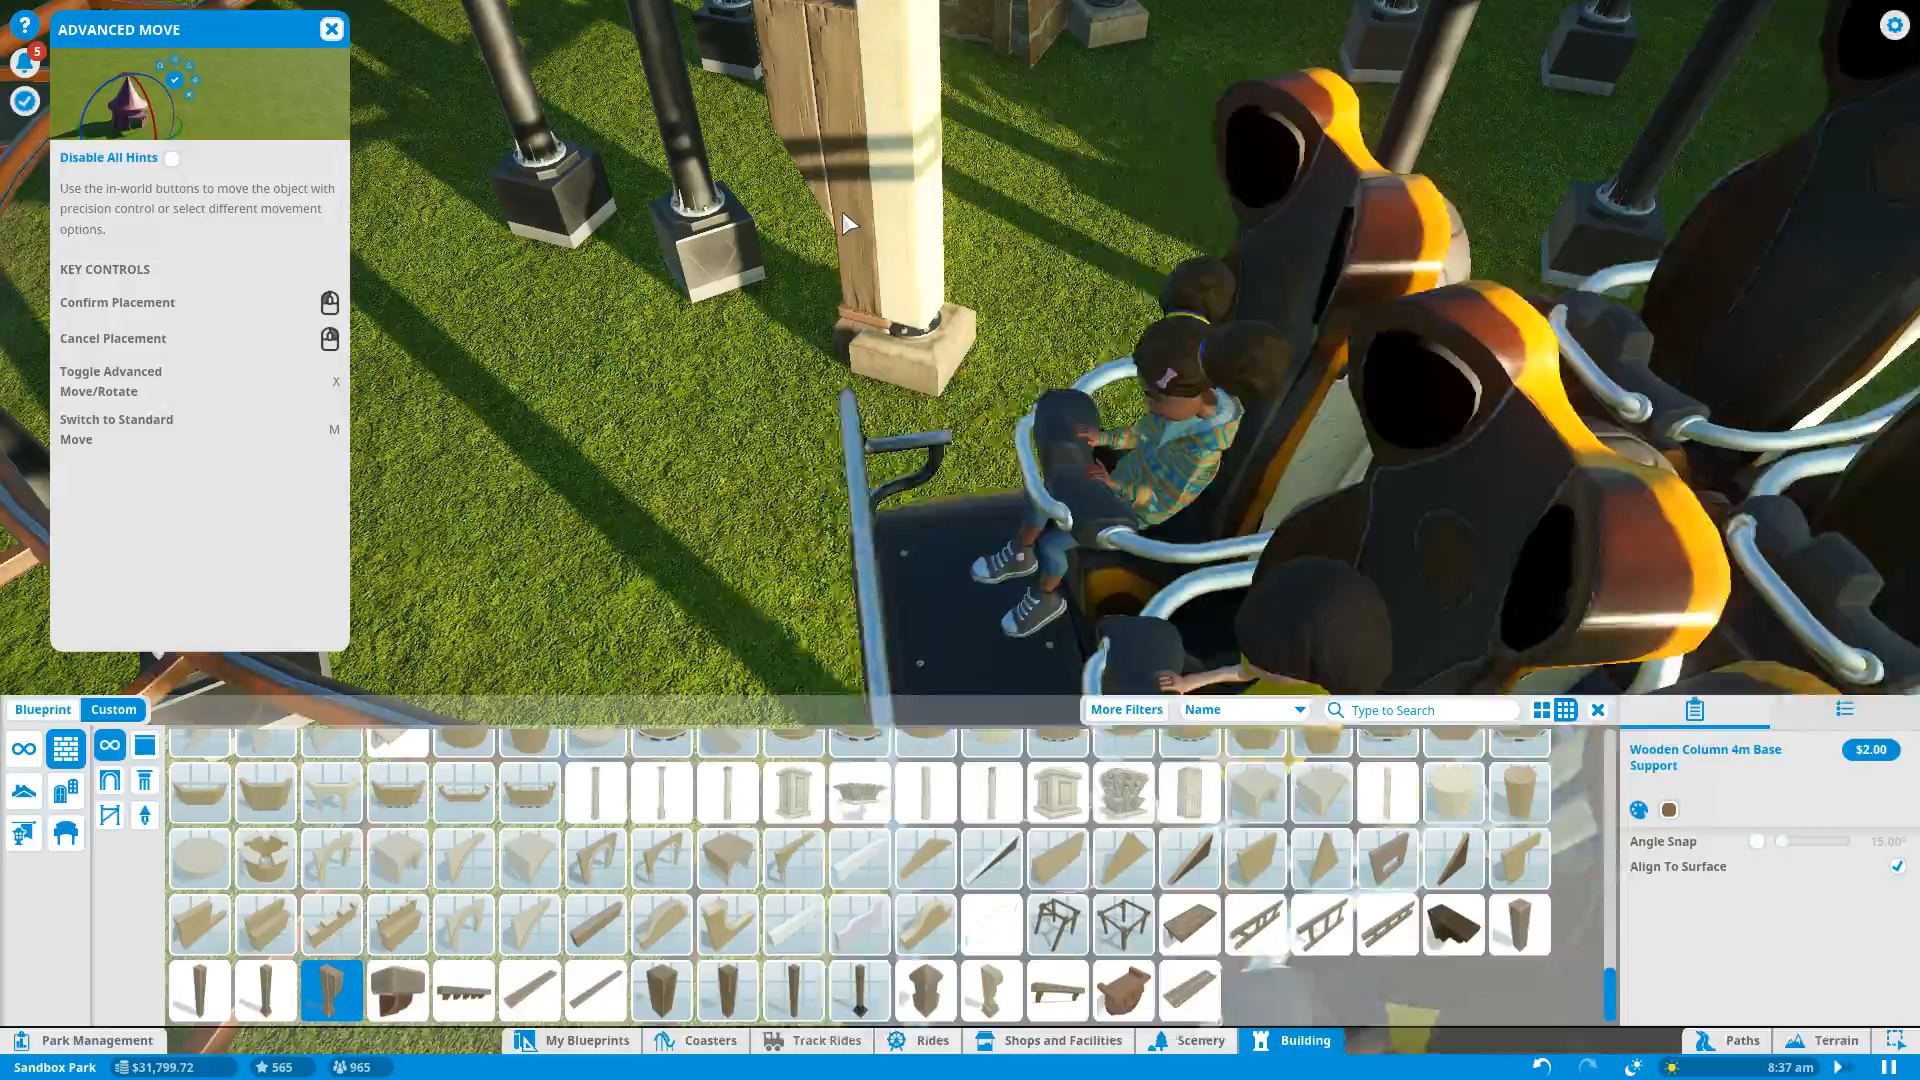 ADVANCED MOVE
5
Disable All Hints
Use the in-world buttons to move the object with
precision control or select different movement
options.
KEY CONTROLS
Confirm Placement
Cancel Placement
Toggle Advanced
Move/Rotate X
Switch to Standard
Move M
Blueprint Custom More Filters Name Type to Search
Wooden Column 4m Base
Support $2.00
Angle Snap 15.00°
Align To Surface
Park Management My Blueprints Coasters Track Rides Rides Shops and Facilities Scenery Building Paths Terrain
Sandbox Park $31,799.72 565 965 8:37 am